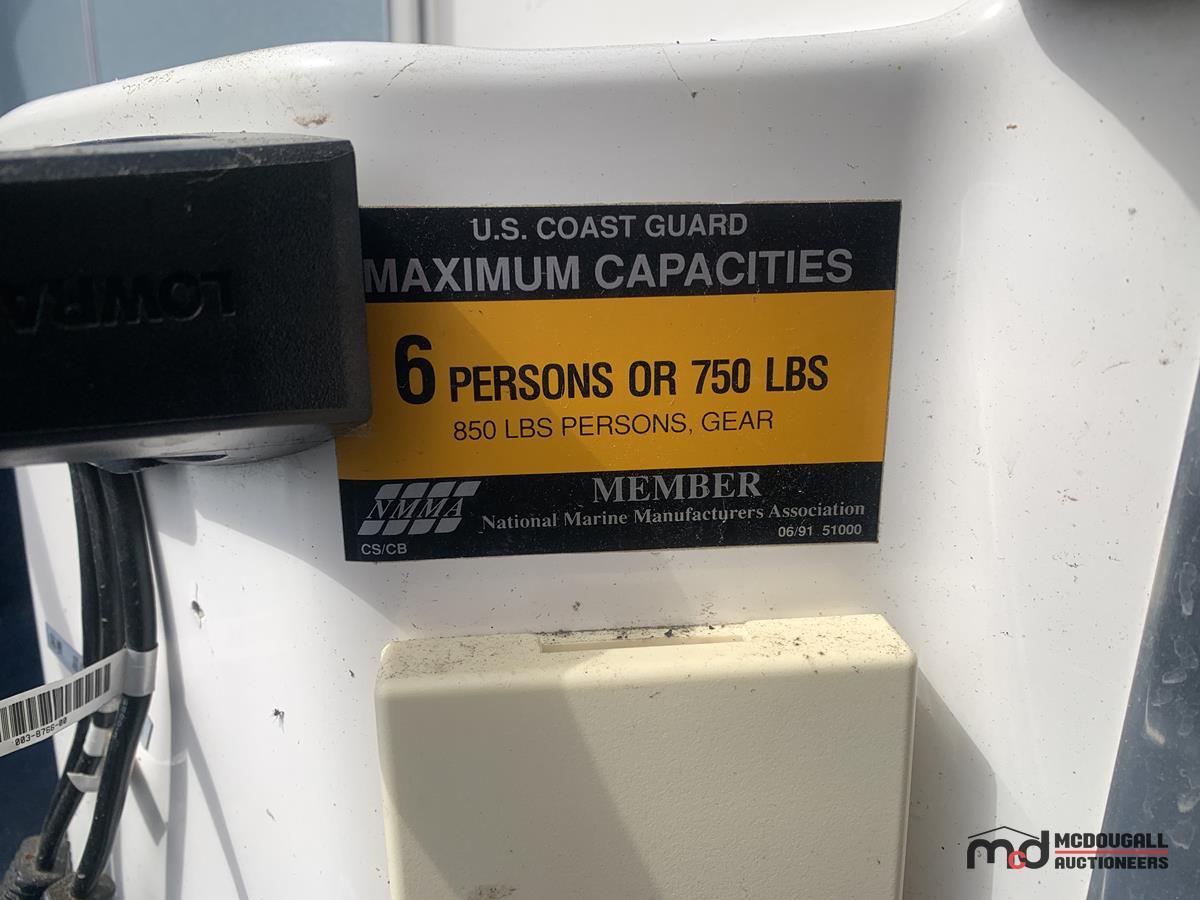 U.S. COAST GUARD
MAXIMUM CAPACITIES
6 PERSONS OR 750 LBS
850 LBS PERSONS, GEAR
NMMA
MEMBER
National Marine Manufacturers Association
CS/CB
06/91 51000
LOWRA
003-8766-00
mcd MCDOUGALL
AUCTIONEERS